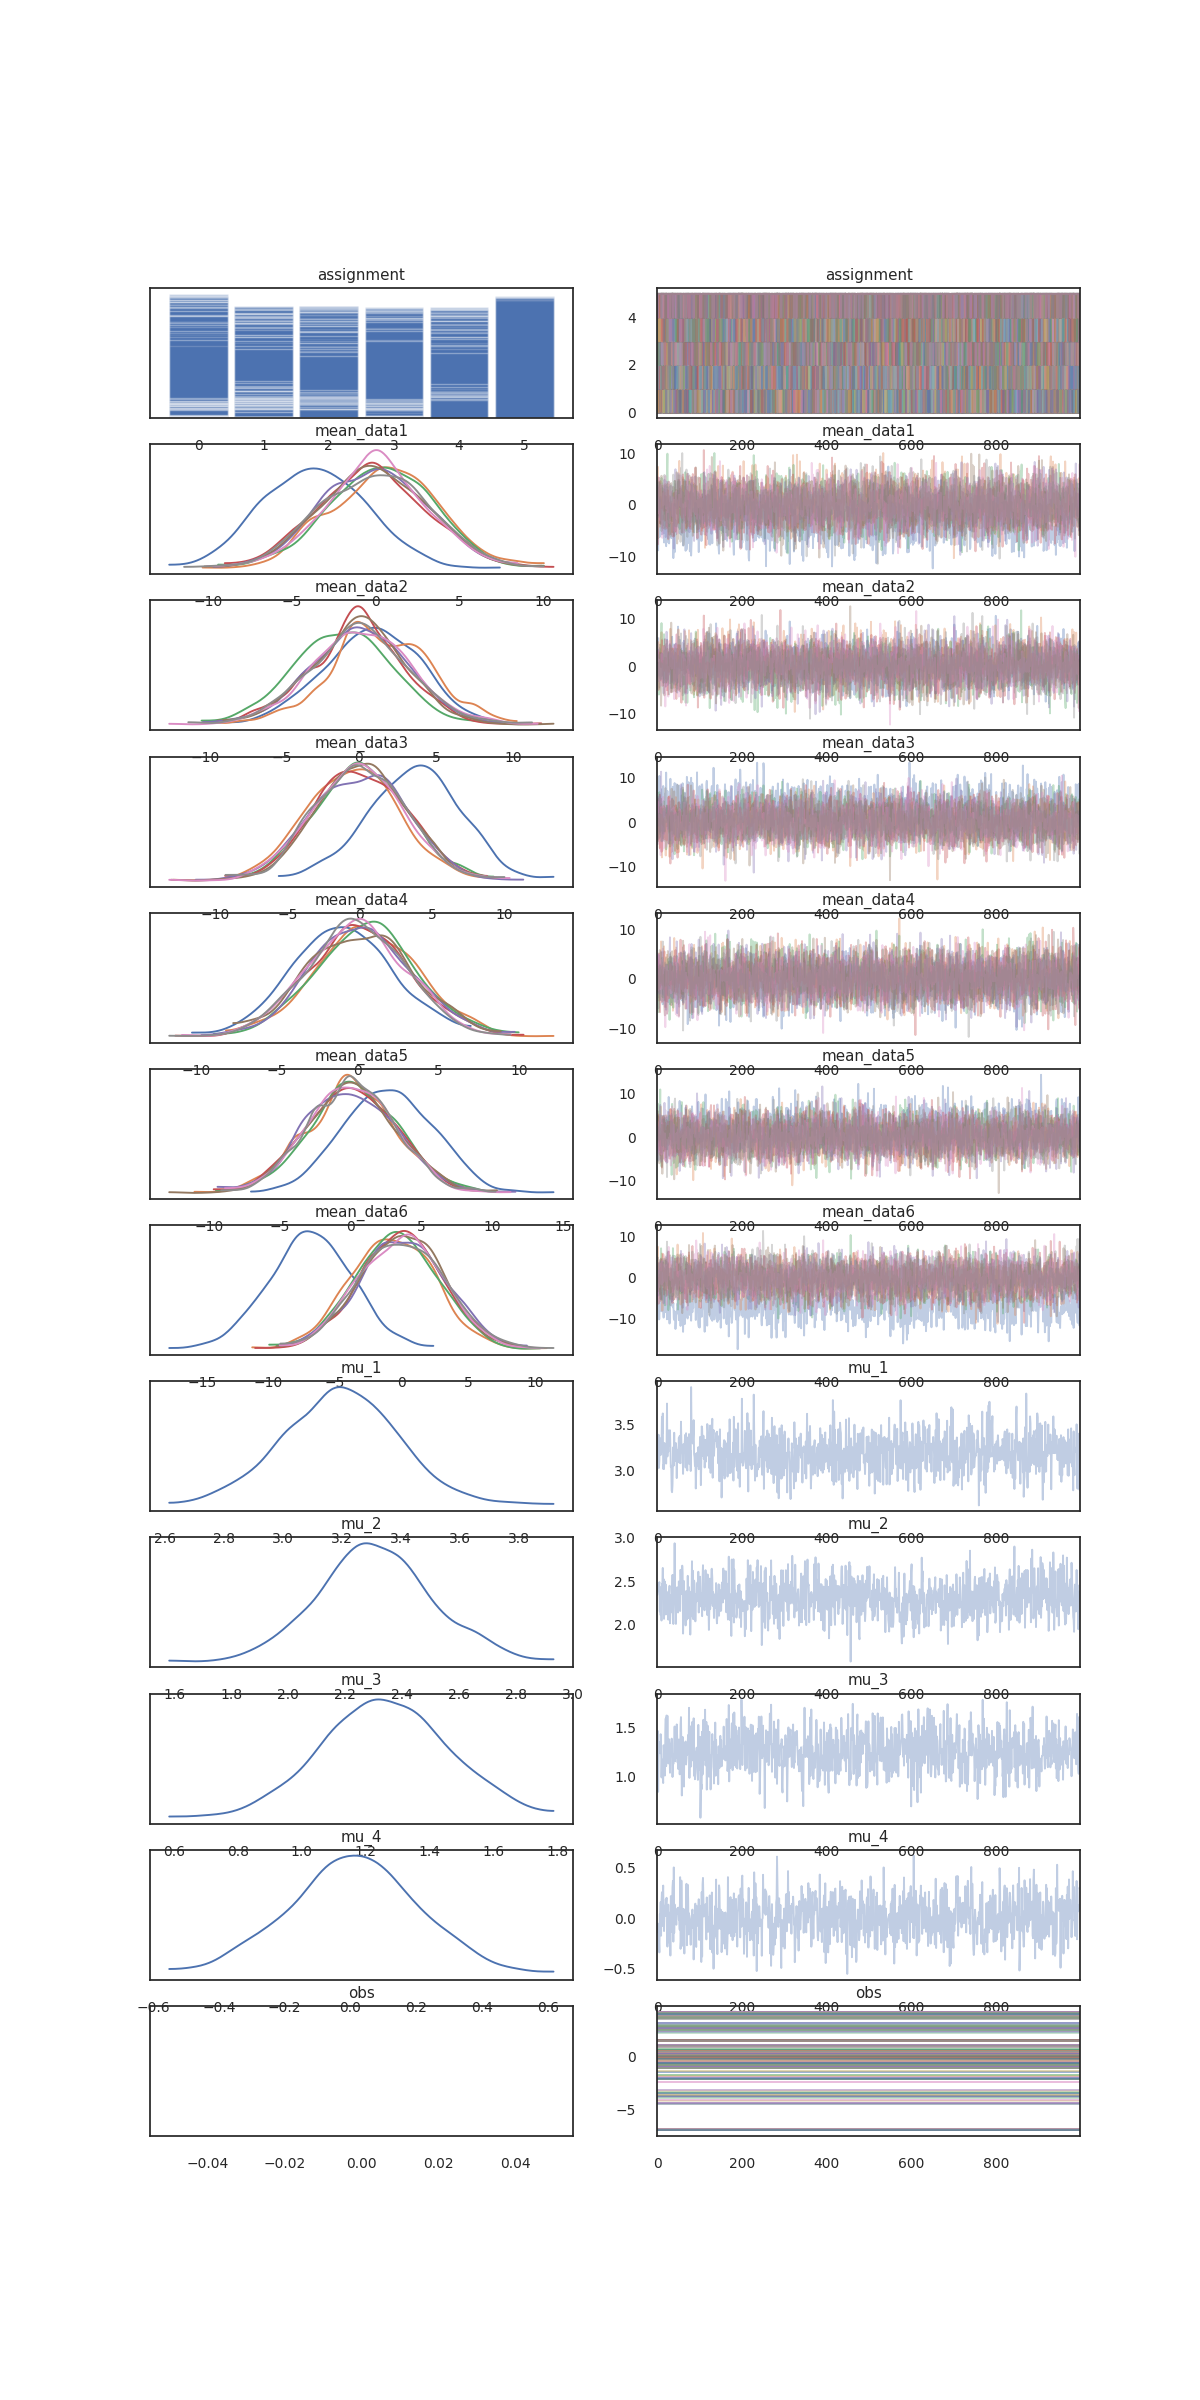 assignment assignment
4
2
0
0 1 2 3 4 5 0 200 400 600 800
mean_data1 mean_data1
10
0
−10
−10 −5 0 5 10 0 200 400 600 800
mean_data2 mean_data2
10
0
−10
−10 −5 0 5 10 0 200 400 600 800
mean_data3 mean_data3
10
0
−10
−10 −5 0 5 10 0 200 400 600 800
mean_data4 mean_data4
10
0
−10
−10 −5 0 5 10 0 200 400 600 800
mean_data5 mean_data5
10
0
−10
−10 −5 0 5 10 15 0 200 400 600 800
mean_data6 mean_data6
10
0
−10
−15 −10 −5 0 5 10 0 200 400 600 800
mu_1 mu_1
3.5
3.0
2.6 2.8 3.0 3.2 3.4 3.6 3.8 0 200 400 600 800
mu_2 mu_2
3.0
2.5
2.0
1.6 1.8 2.0 2.2 2.4 2.6 2.8 3.0 0 200 400 600 800
mu_3 mu_3
1.5
1.0
0.6 0.8 1.0 1.2 1.4 1.6 1.8 0 200 400 600 800
mu_4 mu_4
0.5
0.0
−0.5
−0.6 −0.4 −0.2 0.0 0.2 0.4 0.6 0 200 400 600 800
obs obs
0
−5
−0.04 −0.02 0.00 0.02 0.04 0 200 400 600 800